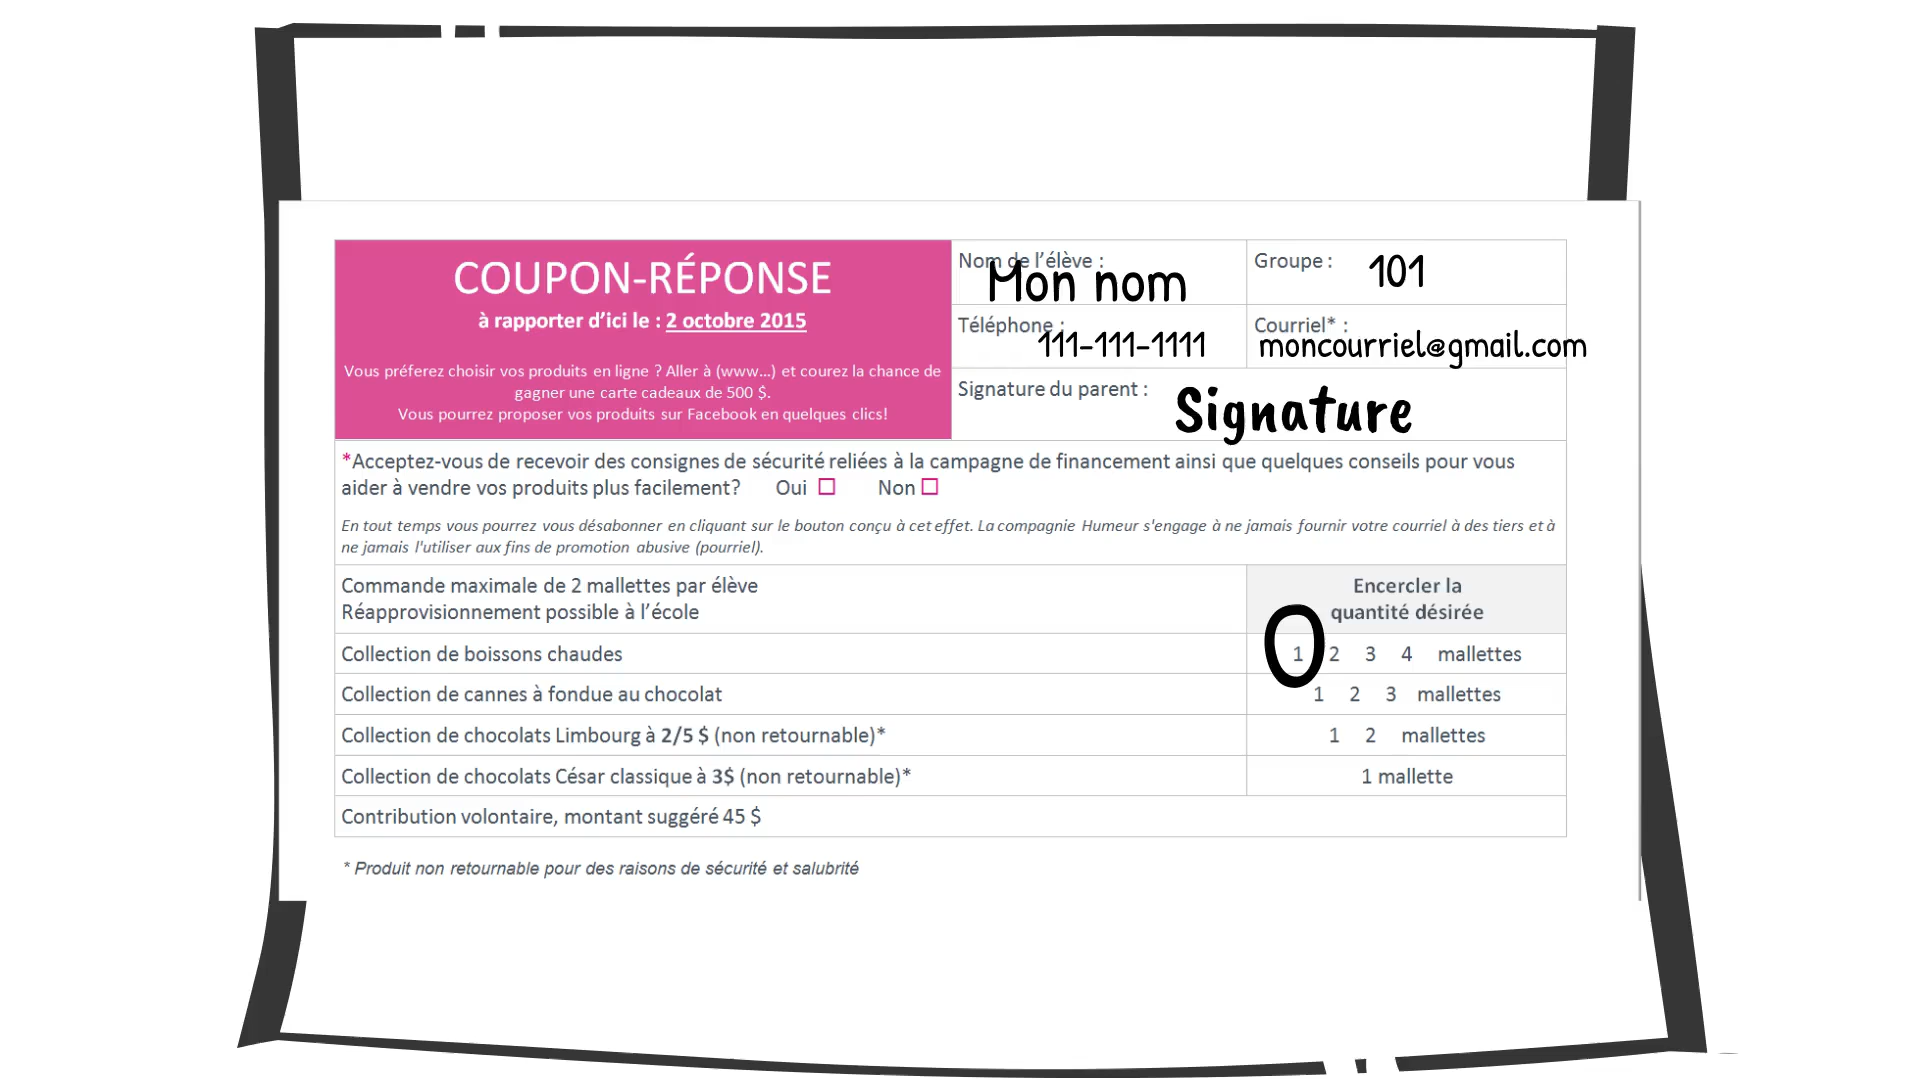 COUPON-RÉPONSE
à rapporter d'ici le : 2 octobre 2015
Vous préferez choisir vos produits en ligne ? Aller à (www...) et courez la chance de
gagner une carte cadeaux de 500 $.
Vous pourrez proposer vos produits sur Facebook en quelques clics!
Nom de l'élève :
Mon nom
Groupe : 101
Téléphone :
111-111-1111
Courriel* :
moncourriel@gmail.com
Signature du parent :
Signature
*Acceptez-vous de recevoir des consignes de sécurité reliées à la campagne de financement ainsi que quelques conseils pour vous
aider à vendre vos produits plus facilement? Oui ☐ Non ☐
En tout temps vous pourrez vous désabonner en cliquant sur le bouton conçu à cet effet. La compagnie Humeur s'engage à ne jamais fournir votre courriel à des tiers et à
ne jamais l'utiliser aux fins de promotion abusive (pourriel).
Commande maximale de 2 mallettes par élève
Réapprovisionnement possible à l'école
Encercler la
quantité désirée
Collection de boissons chaudes 1 2 3 4 mallettes
Collection de cannes à fondue au chocolat 1 2 3 mallettes
Collection de chocolats Limbourg à 2/5 $ (non retournable)* 1 2 mallettes
Collection de chocolats César classique à 3$ (non retournable)* 1 mallette
Contribution volontaire, montant suggéré 45 $
* Produit non retournable pour des raisons de sécurité et salubrité